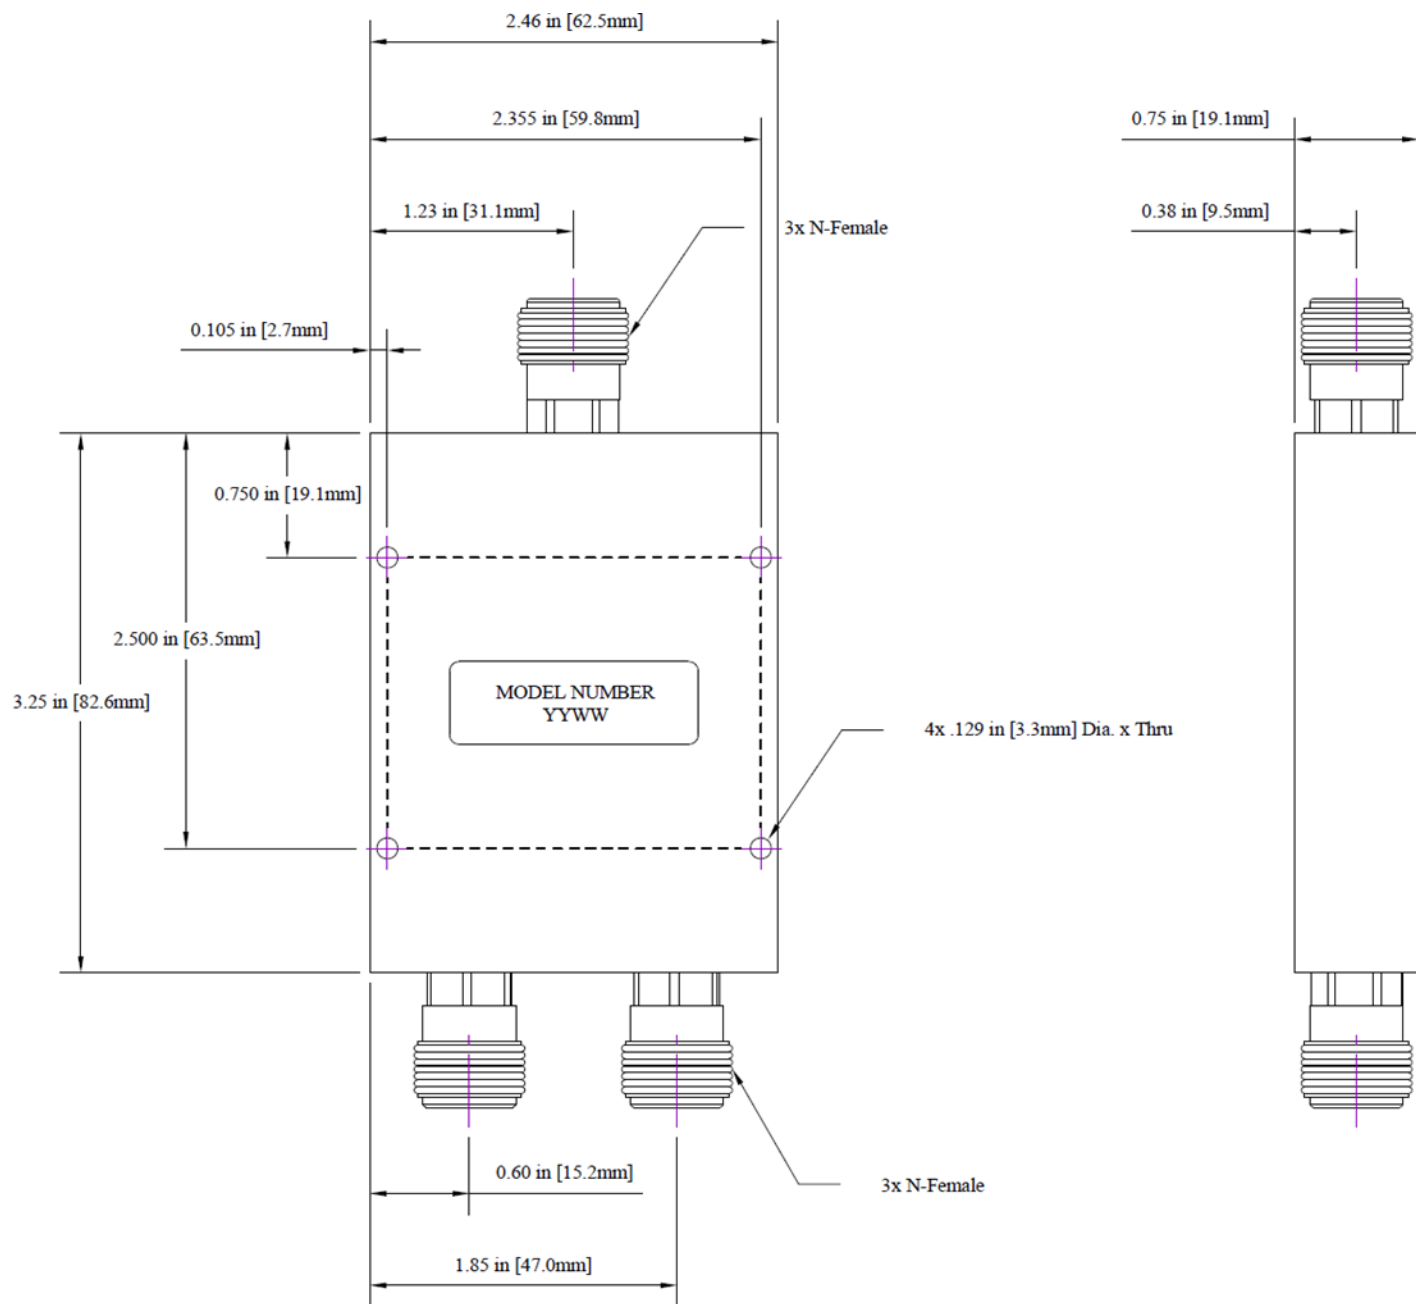 2.46 in [62.5mm]
2.355 in [59.8mm]
0.75 in [19.1mm]
1.23 in [31.1mm]
0.38 in [9.5mm]
3x N-Female
0.105 in [2.7mm]
0.750 in [19.1mm]
2.500 in [63.5mm]
3.25 in [82.6mm]
MODEL NUMBER
YYWW
4x .129 in [3.3mm] Dia. x Thru
0.60 in [15.2mm]
3x N-Female
1.85 in [47.0mm]